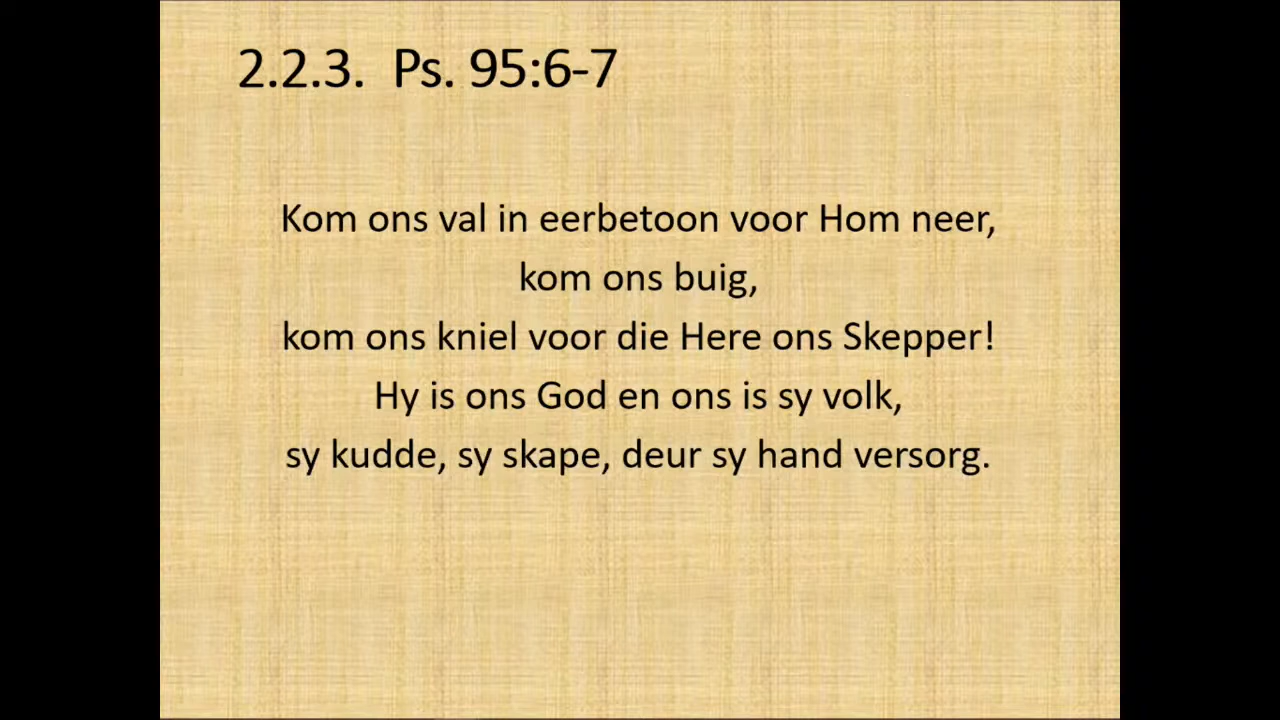 2.2.3. Ps. 95:6-7
Kom ons val in eerbetoon voor Hom neer,
kom ons buig,
kom ons kniel voor die Here ons Skepper!
Hy is ons God en ons is sy volk,
sy kudde, sy skape, deur sy hand versorg.